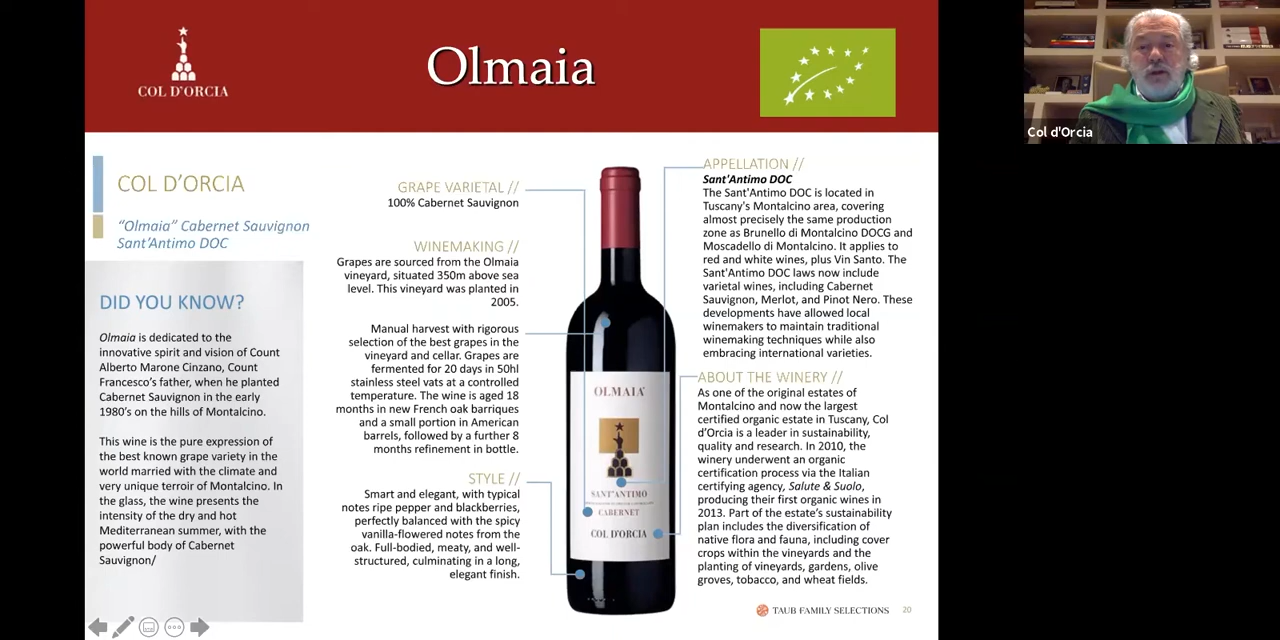 COL D'ORCIA
Olmaia
Col d'Orcia
COL D'ORCIA
“Olmaia” Cabernet Sauvignon
Sant'Antimo DOC
DID YOU KNOW?
Olmaia is dedicated to the
innovative spirit and vision of Count
Alberto Marone Cinzano, Count
Francesco's father, when he planted
Cabernet Sauvignon in the early
1980's on the hills of Montalcino.
This wine is the pure expression of
the best known grape variety in the
world married with the climate and
very unique terroir of Montalcino. In
the glass, the wine presents the
intensity of the dry and hot
Mediterranean summer, with the
powerful body of Cabernet
Sauvignon/
GRAPE VARIETAL //
100% Cabernet Sauvignon
WINEMAKING //
Grapes are sourced from the Olmaia
vineyard, situated 350m above sea
level. This vineyard was planted in
2005.
Manual harvest with rigorous
selection of the best grapes in the
vineyard and cellar. Grapes are
fermented for 20 days in 50hl
stainless steel vats at a controlled
temperature. The wine is aged 18
months in new French oak barriques
and a small portion in American
barrels, followed by a further 8
months refinement in bottle.
STYLE //
Smart and elegant, with typical
notes ripe pepper and blackberries,
perfectly balanced with the spicy
vanilla-flowered notes from the
oak. Full-bodied, meaty, and well-
structured, culminating in a long,
elegant finish.
OLMAIA
SANT'ANTIMO
CABERNET
COL D'ORCIA
APPELLATION //
Sant'Antimo DOC
The Sant'Antimo DOC is located in
Tuscany's Montalcino area, covering
almost precisely the same production
zone as Brunello di Montalcino DOCG and
Moscadello di Montalcino. It applies to
red and white wines, plus Vin Santo. The
Sant'Antimo DOC laws now include
varietal wines, including Cabernet
Sauvignon, Merlot, and Pinot Nero. These
developments have allowed local
winemakers to maintain traditional
winemaking techniques while also
embracing international varieties.
ABOUT THE WINERY //
As one of the original estates of
Montalcino and now the largest
certified organic estate in Tuscany, Col
d'Orcia is a leader in sustainability,
quality and research. In 2010, the
winery underwent an organic
certification process via the Italian
certifying agency, Salute & Suolo,
producing their first organic wines in
2013. Part of the estate's sustainability
plan includes the diversification of
native flora and fauna, including cover
crops within the vineyards and the
planting of vineyards, gardens, olive
groves, tobacco, and wheat fields.
TAUB FAMILY SELECTIONS
20